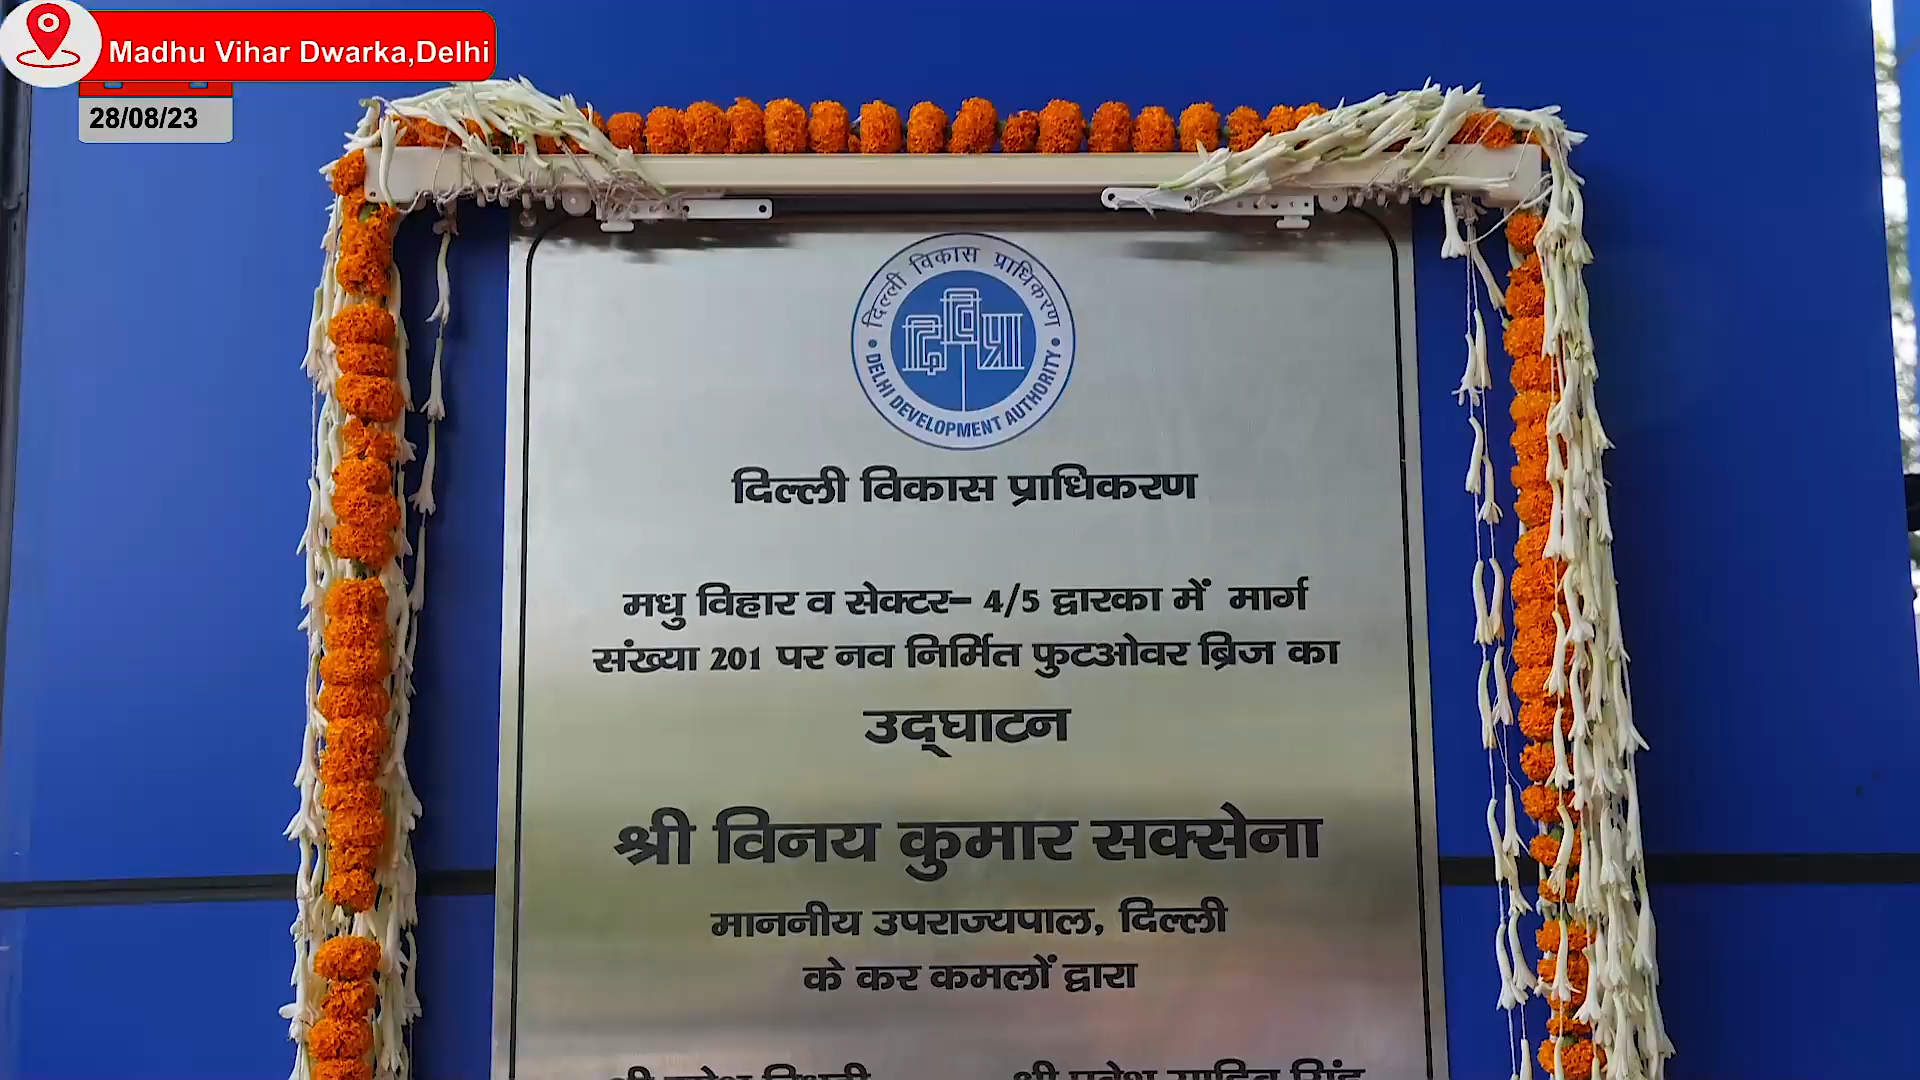 Madhu Vihar Dwarka,Delhi
28/08/23
दिल्ली विकास प्राधिकरण
दिविप्रा
DELHI DEVELOPMENT AUTHORITY
दिल्ली विकास प्राधिकरण
मधु विहार व सेक्टर- 4/5 द्वारका में मार्ग
संख्या 201 पर नव निर्मित फुटओवर ब्रिज का
उद्घाटन
श्री विनय कुमार सक्सेना
माननीय उपराज्यपाल, दिल्ली
के कर कमलों द्वारा